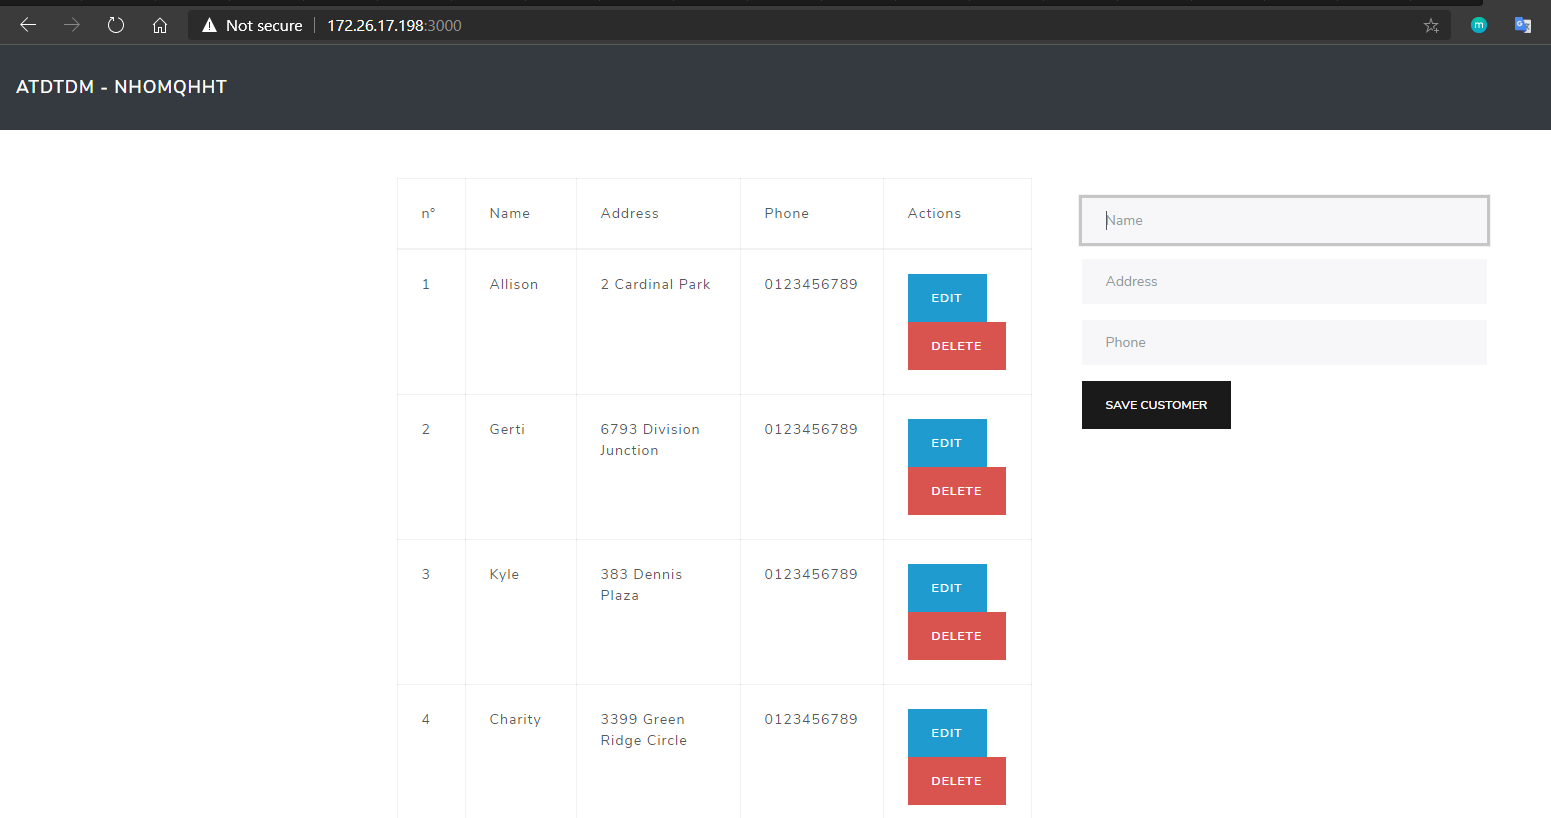 Not secure 172.26.17.198:3000
m
G
ATDTDM - NHOMQHHT
n° Name Address Phone Actions
1 Allison 2 Cardinal Park 0123456789 EDIT
DELETE
2 Gerti 6793 Division 0123456789 EDIT
Junction
DELETE
3 Kyle 383 Dennis 0123456789 EDIT
Plaza
DELETE
4 Charity 3399 Green 0123456789 EDIT
Ridge Circle
DELETE
Name
Address
Phone
SAVE CUSTOMER